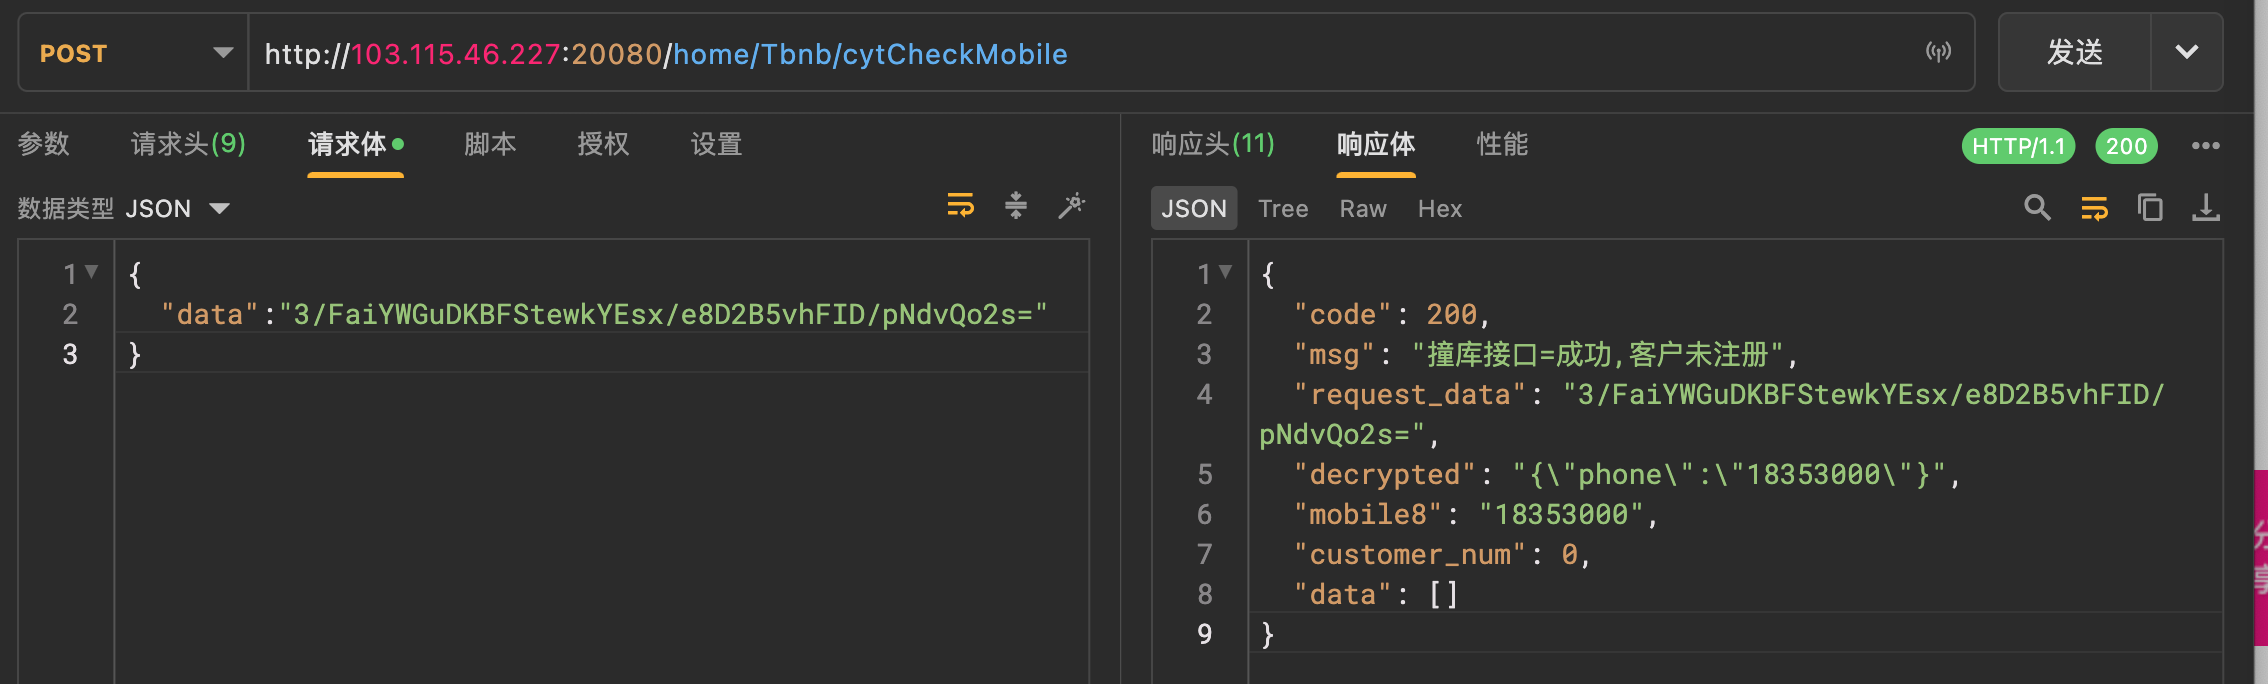 POST http://103.115.46.227:20080/home/Tbnb/cytCheckMobile 发送
参数 请求头(9) 请求体 脚本 授权 设置
数据类型 JSON
1 {
2 "data":"3/FaiYWGuDKBFStewkYEsx/e8D2B5vhFID/pNdvQo2s="
3 }
响应头(11) 响应体 性能 HTTP/1.1 200
JSON Tree Raw Hex
1 {
2 "code": 200,
3 "msg": "撞库接口=成功,客户未注册",
4 "request_data": "3/FaiYWGuDKBFStewkYEsx/e8D2B5vhFID/
pNdvQo2s=",
5 "decrypted": "{\"phone\":\"18353000\"}",
6 "mobile8": "18353000",
7 "customer_num": 0,
8 "data": []
9 }